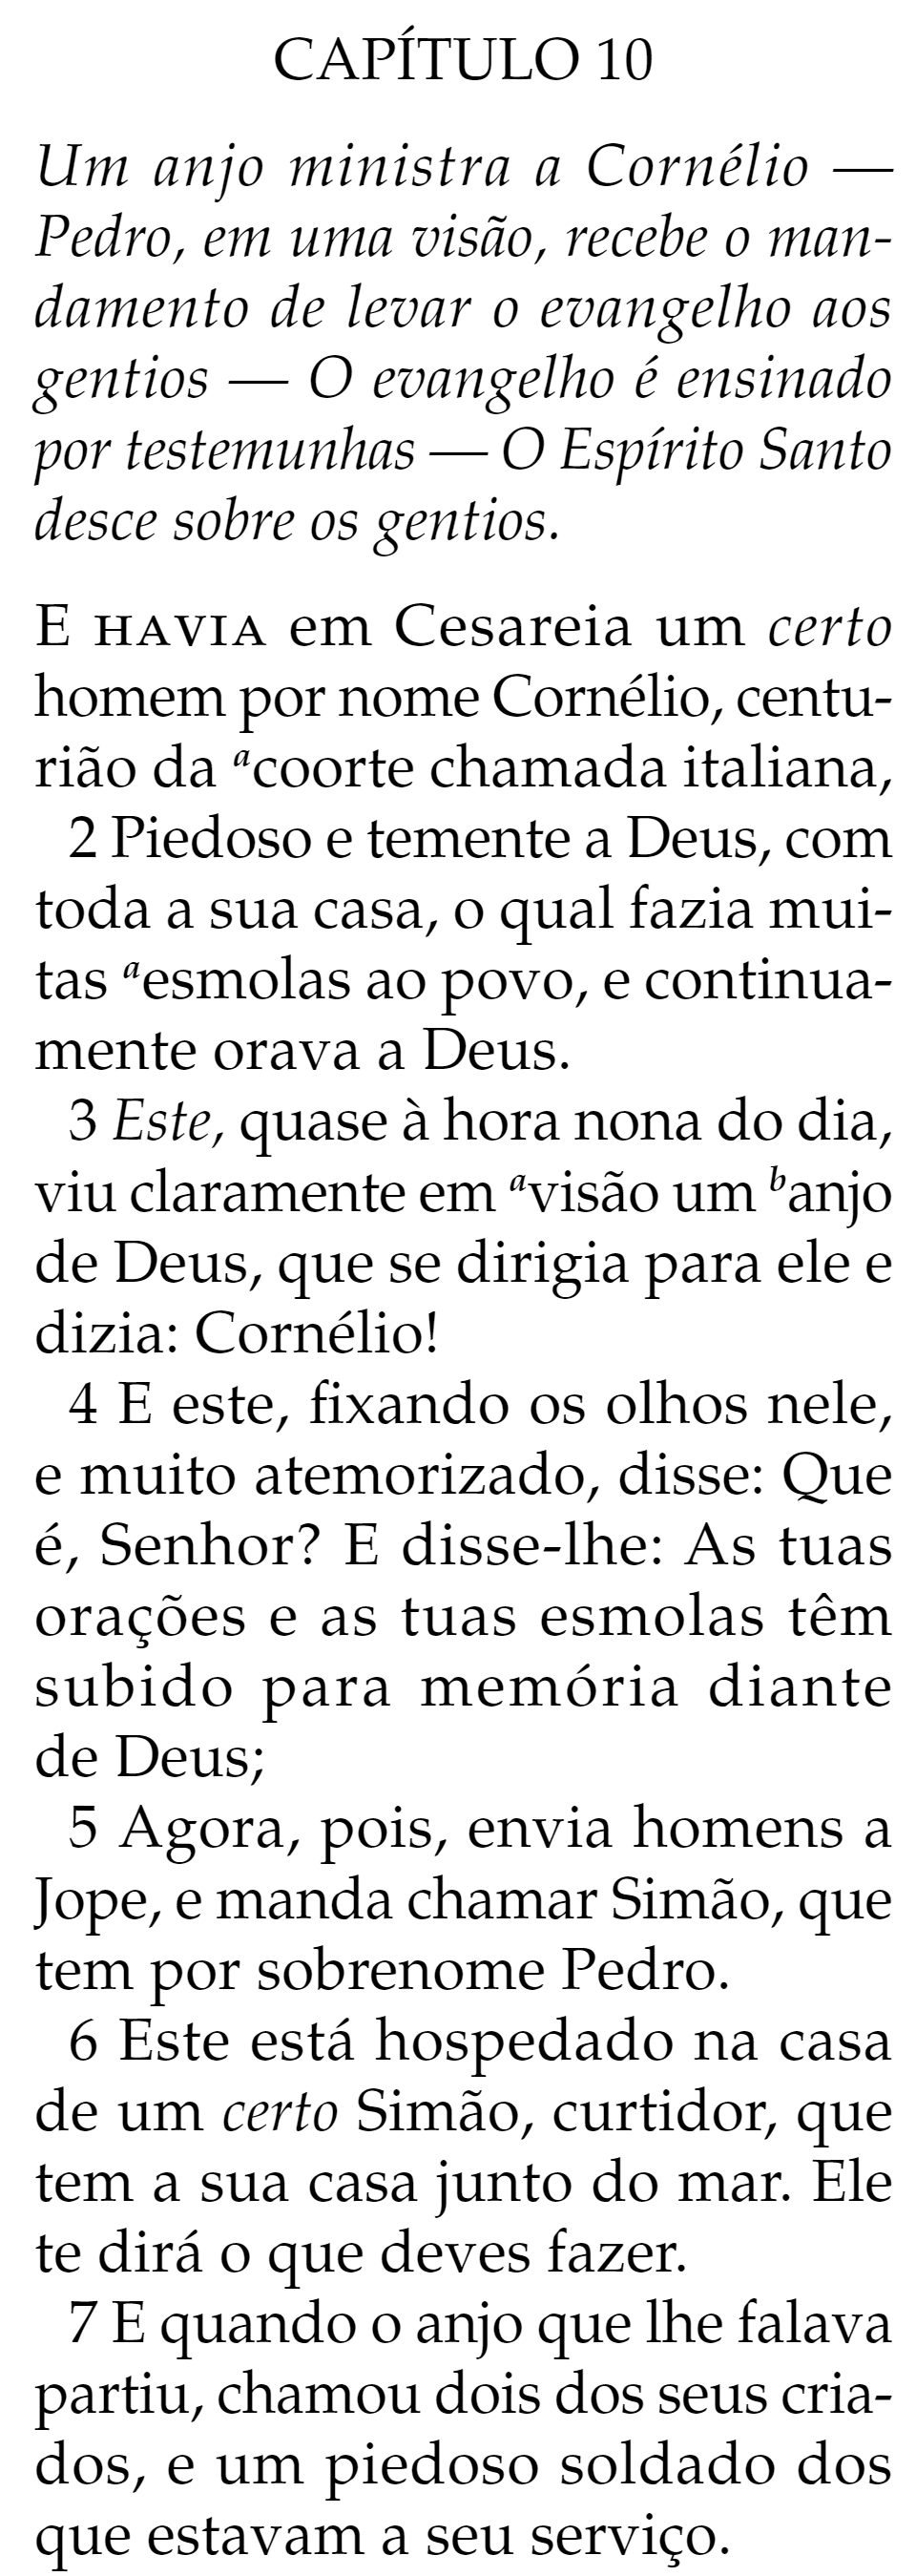 CAPÍTULO 10
Um anjo ministra a Cornélio —
Pedro, em uma visão, recebe o man-
damento de levar o evangelho aos
gentios — O evangelho é ensinado
por testemunhas — O Espírito Santo
desce sobre os gentios.
E HAVIA em Cesareia um certo
homem por nome Cornélio, centu-
rião da ᵃcoorte chamada italiana,
2 Piedoso e temente a Deus, com
toda a sua casa, o qual fazia mui-
tas ᵃesmolas ao povo, e continua-
mente orava a Deus.
3 Este, quase à hora nona do dia,
viu claramente em ᵃvisão um ᵇanjo
de Deus, que se dirigia para ele e
dizia: Cornélio!
4 E este, fixando os olhos nele,
e muito atemorizado, disse: Que
é, Senhor? E disse-lhe: As tuas
orações e as tuas esmolas têm
subido para memória diante
de Deus;
5 Agora, pois, envia homens a
Jope, e manda chamar Simão, que
tem por sobrenome Pedro.
6 Este está hospedado na casa
de um certo Simão, curtidor, que
tem a sua casa junto do mar. Ele
te dirá o que deves fazer.
7 E quando o anjo que lhe falava
partiu, chamou dois dos seus cria-
dos, e um piedoso soldado dos
que estavam a seu serviço.